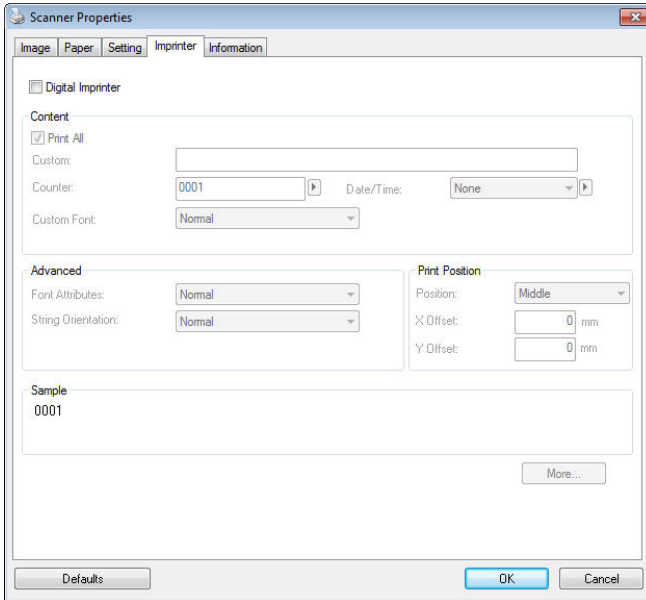 Scanner Properties
Image Paper Setting Imprinter Information
Digital Imprinter
Content
Print All
Custom:
Counter: 0001 Date/Time: None
Custom Font: Normal
Advanced
Font Attributes: Normal
String Orientation: Normal
Print Position
Position: Middle
X Offset: 0 mm
Y Offset: 0 mm
Sample
0001
More...
Defaults OK Cancel